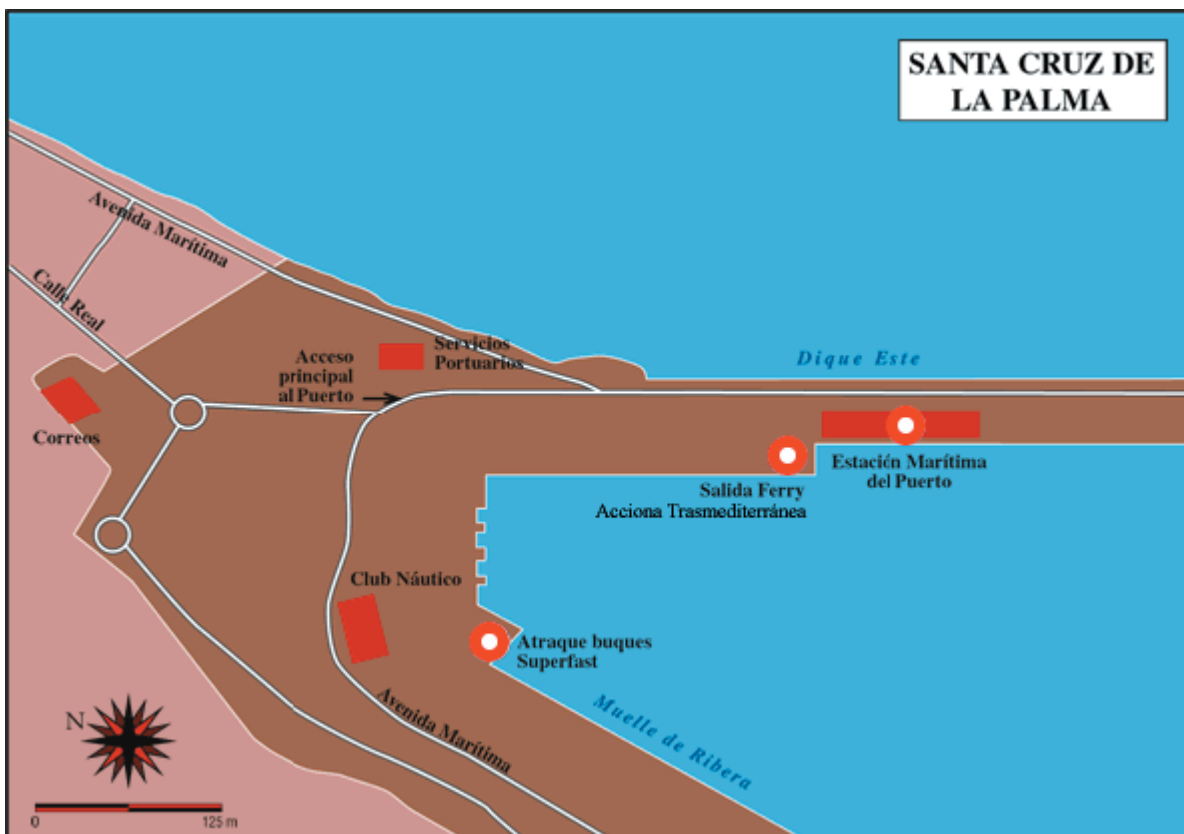 SANTA CRUZ DE
LA PALMA
Avenida Marítima
Calle Real
Servicios
Portuarios
Acceso
principal
al Puerto
Dique Este
Correos
Estación Marítima
del Puerto
Salida Ferry
Acciona Trasmediterránea
Club Náutico
Atraque buques
Superfast
Muelle de Ribera
Avenida Marítima
N
0
125 m